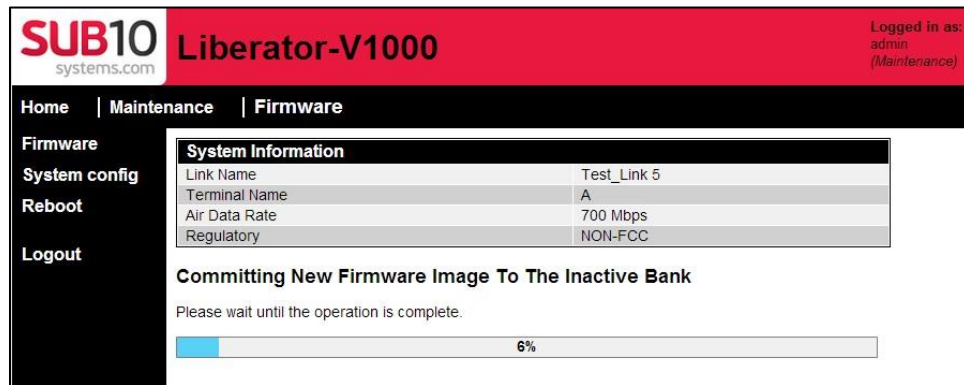 SUB10
systems.com
Liberator-V1000
Logged in as:
admin
(Maintenance)
Home | Maintenance | Firmware
Firmware
System config
Reboot
Logout
System Information
Link Name Test_Link 5
Terminal Name A
Air Data Rate 700 Mbps
Regulatory NON-FCC
Committing New Firmware Image To The Inactive Bank
Please wait until the operation is complete.
6%